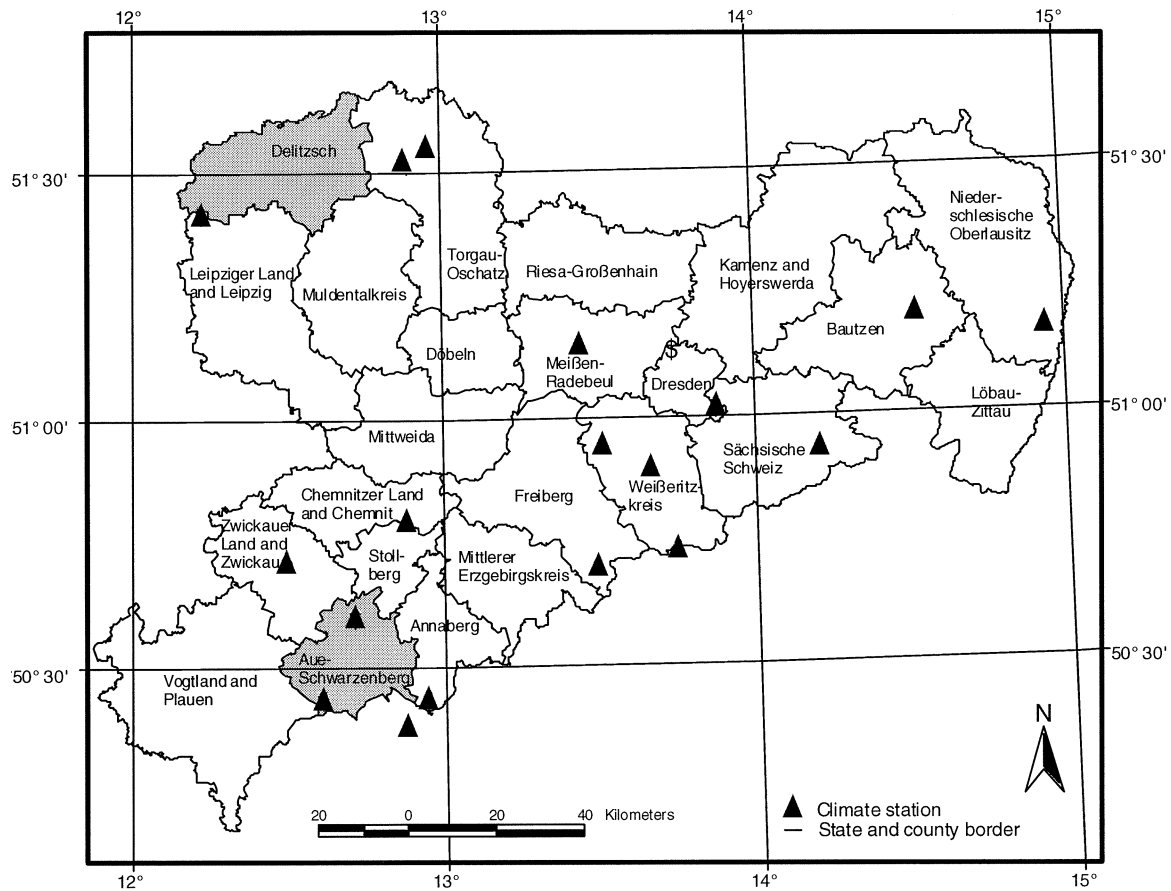 12° 13° 14° 15°
Delitzsch
51° 30' 51° 30'
Nieder-
schlesische
Oberlausitz
Torgau-
Oschatz
Leipziger Land
and Leipzig
Muldentalkreis
Riesa-Großenhain
Kamenz and
Hoyerswerda
Bautzen
Döbeln
$
Meißen-
Radebeul
Dresden
Löbau-
Zittau
51° 00' 51° 00'
Mittweida
Sächsische
Schweiz
Chemnitzer Land
and Chemnit
Freiberg
Weißeritz-
kreis
Zwickauer
Land and
Zwickau
Stoll-
berg
Mittlerer
Erzgebirgskreis
Annaberg
50° 30' 50° 30'
Aue-
Schwarzenberg
Vogtland and
Plauen
N
20 0 20 40 Kilometers
Climate station
State and county border
12° 13° 14° 15°